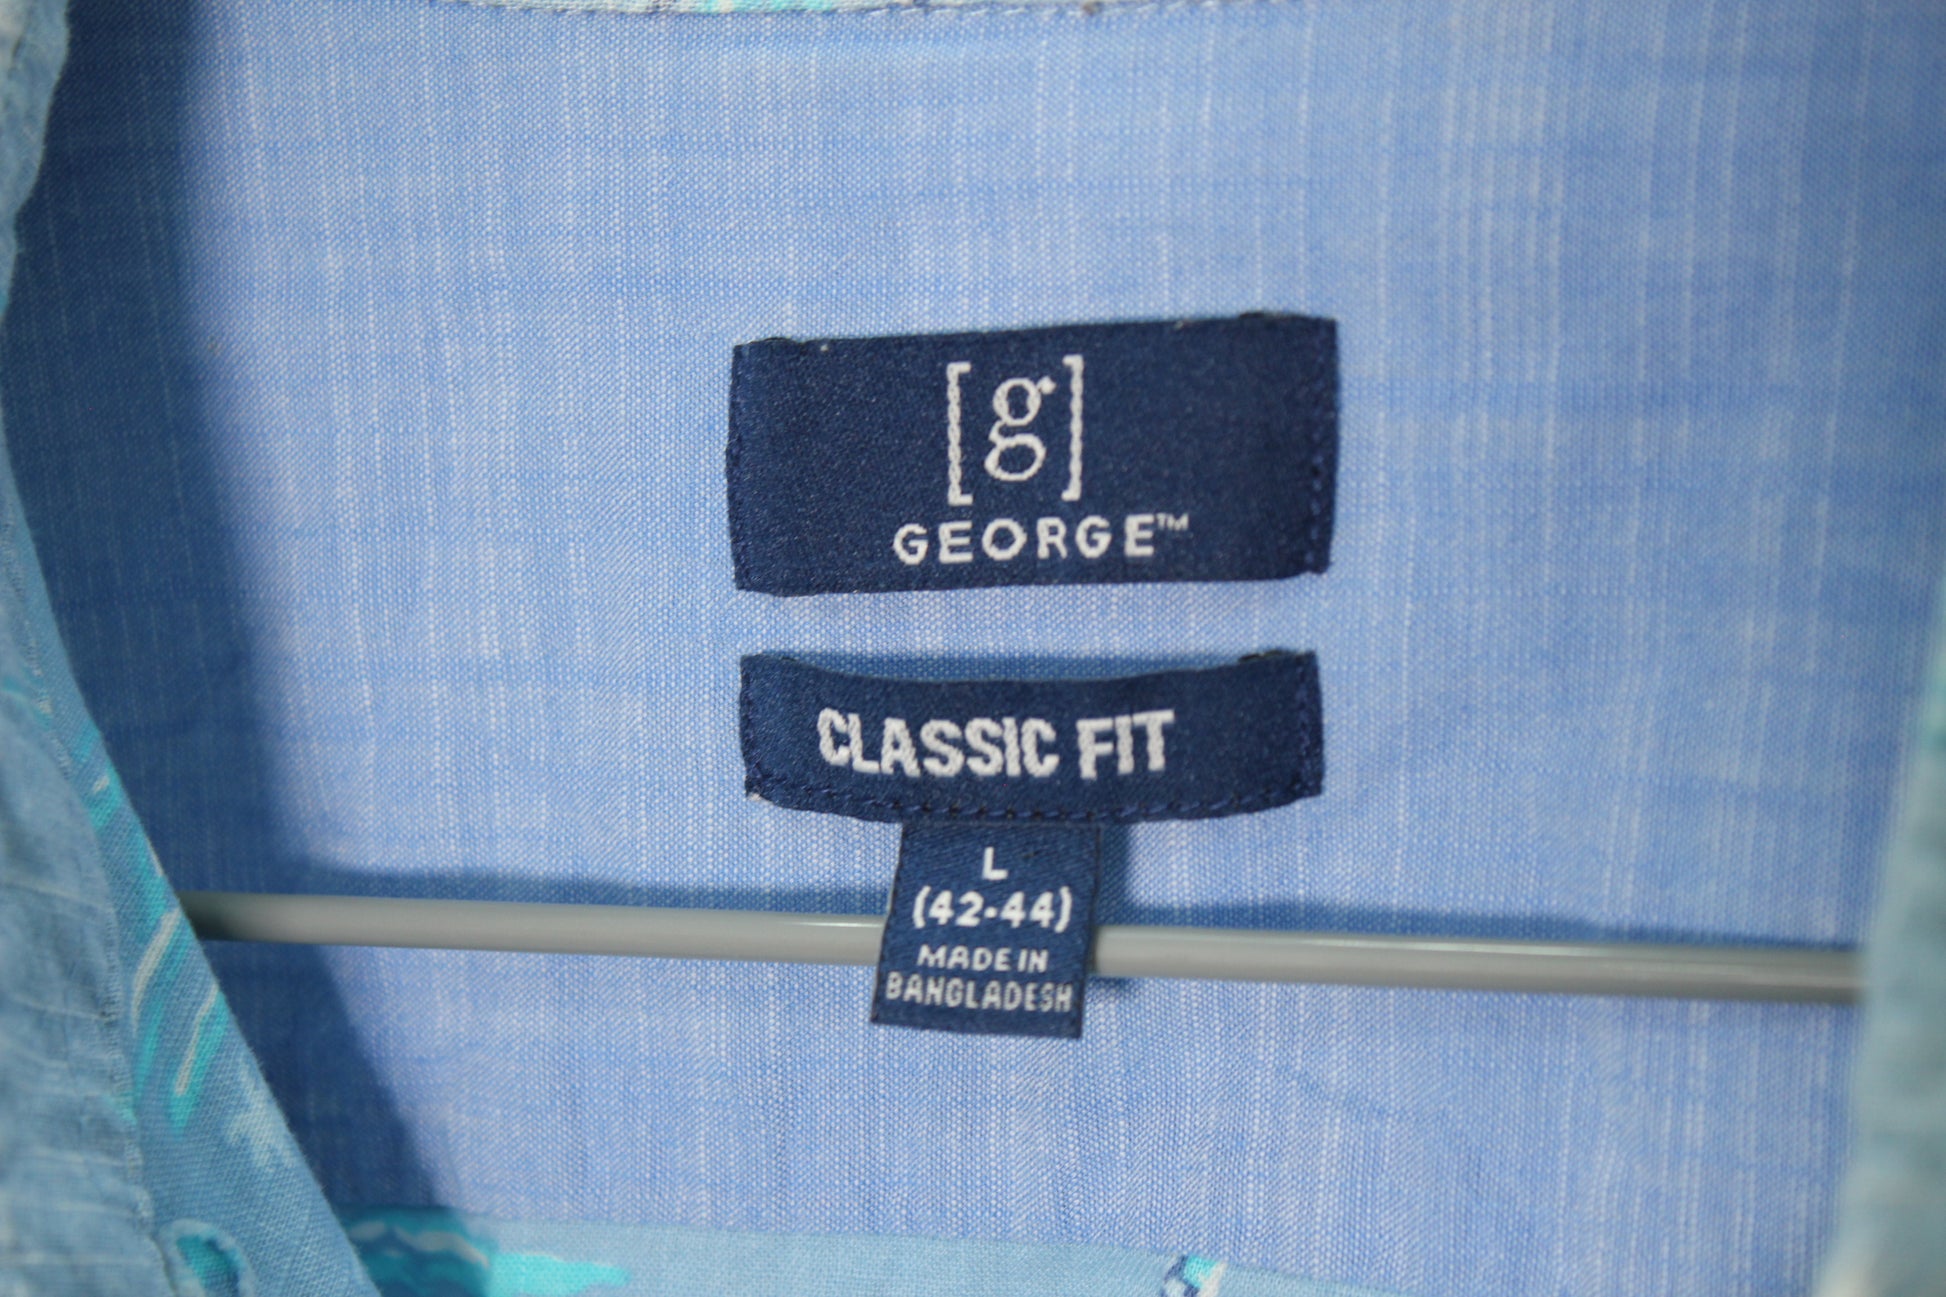 [g]
GEORGE™
CLASSIC FIT
L
(42-44)
MADE IN
BANGLADESH